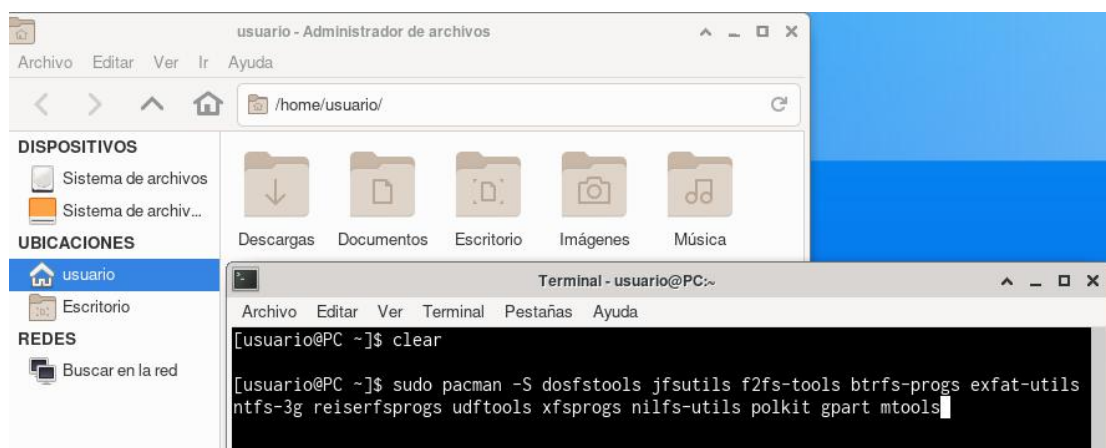 usuario - Administrador de archivos
Archivo Editar Ver Ir Ayuda
/home/usuario/
DISPOSITIVOS
Sistema de archivos
Sistema de archiv...
UBICACIONES
usuario
Escritorio
REDES
Buscar en la red
Descargas Documentos Escritorio Imágenes Música
Terminal - usuario@PC:~
Archivo Editar Ver Terminal Pestañas Ayuda
[usuario@PC ~]$ clear
[usuario@PC ~]$ sudo pacman -S dosfstools jfsutils f2fs-tools btrfs-progs exfat-utils
ntfs-3g reiserfsprogs udftools xfsprogs nilfs-utils polkit gpart mtools